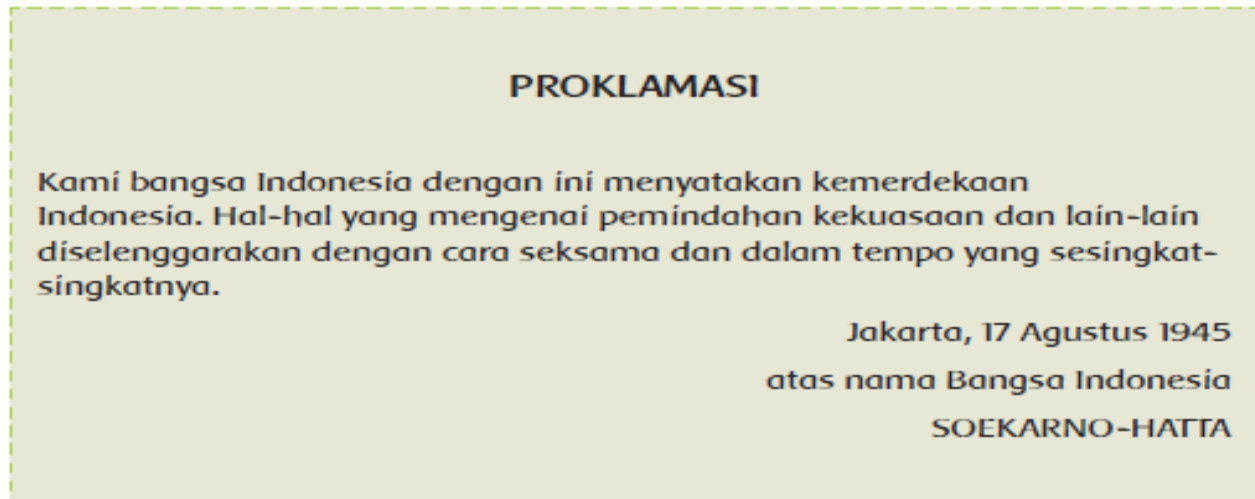 PROKLAMASI
Kami bangsa Indonesia dengan ini menyatakan kemerdekaan
Indonesia. Hal-hal yang mengenai pemindahan kekuasaan dan lain-lain
diselenggarakan dengan cara seksama dan dalam tempo yang sesingkat-
singkatnya.
Jakarta, 17 Agustus 1945
atas nama Bangsa Indonesia
SOEKARNO-HATTA